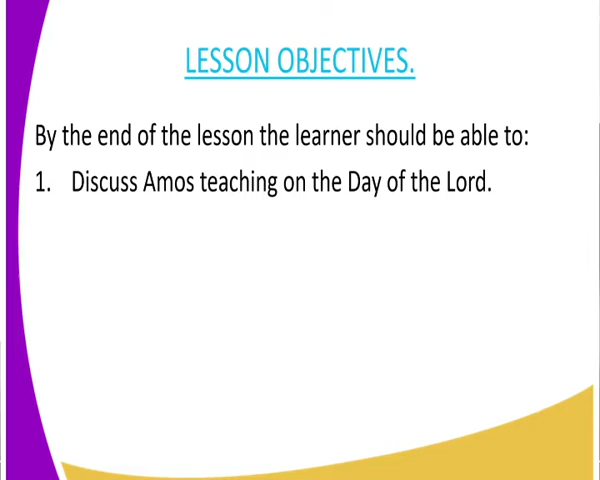 LESSON OBJECTIVES.
By the end of the lesson the learner should be able to:
1. Discuss Amos teaching on the Day of the Lord.